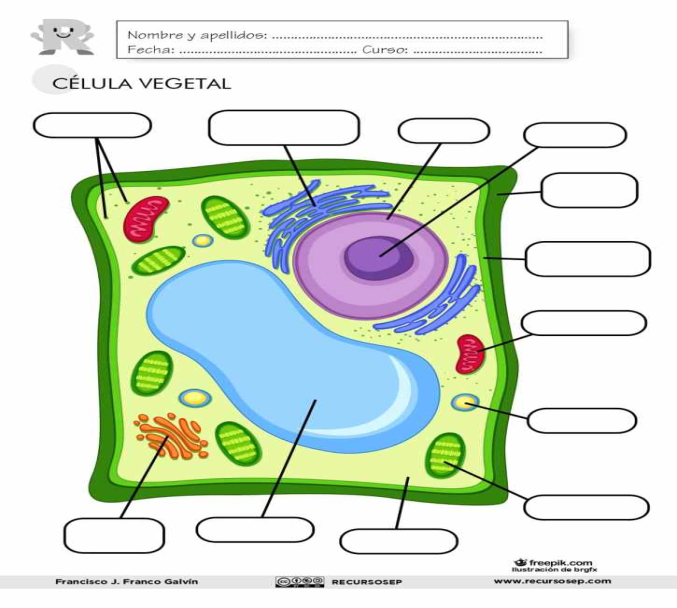 R
Nombre y apellidos: ....................................................................
Fecha: ............................................. Curso: .................................
CÉLULA VEGETAL
freepik.com
Ilustración de brgfx
Francisco J. Franco Galvín RECURSOSEP www.recursosep.com